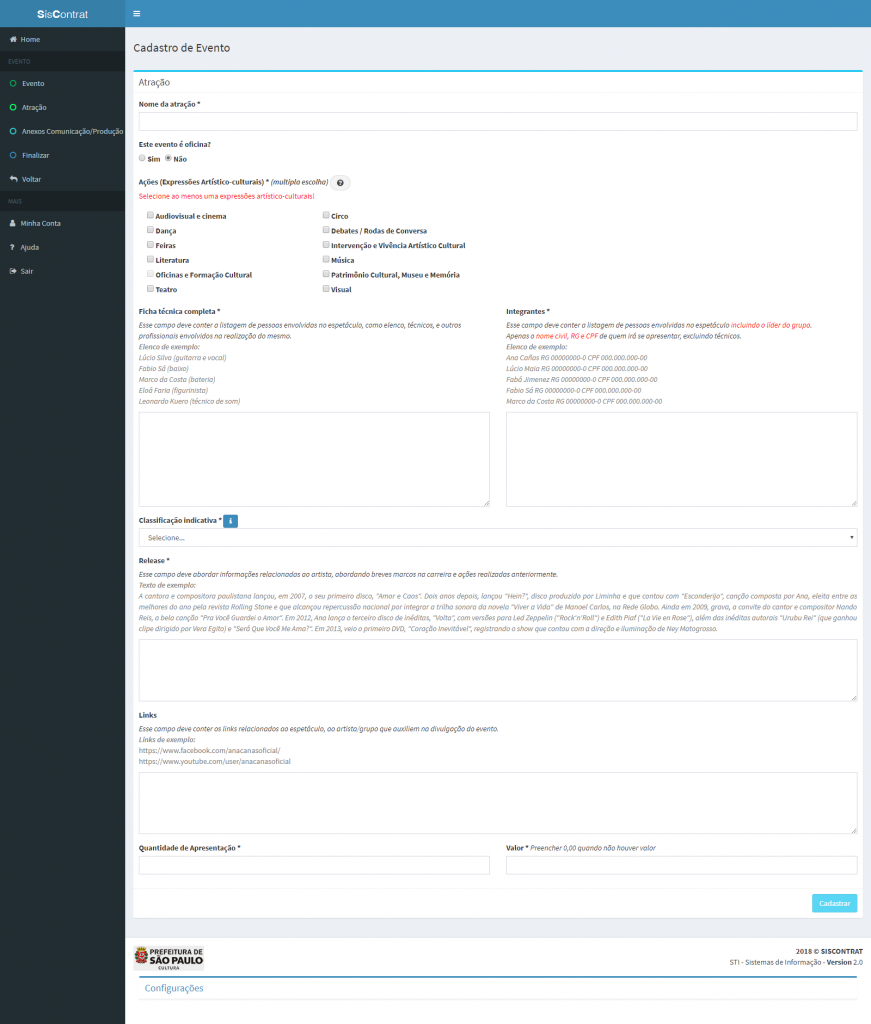 SisContrat
Home
EVENTO
Evento
Atração
Anexos Comunicação/Produção
Finalizar
Voltar
MAIS
Minha Conta
Ajuda
Sair
Cadastro de Evento
Atração
Nome da atração *
Este evento é oficina?
Sim Não
Ações (Expressões Artístico-culturais) * (multipla escolha) ?
Selecione ao menos uma expressões artístico-culturais!
Audiovisual e cinema
Circo
Dança
Debates / Rodas de Conversa
Feiras
Intervenção e Vivência Artístico Cultural
Literatura
Música
Oficinas e Formação Cultural
Patrimônio Cultural, Museu e Memória
Teatro
Visual
Ficha técnica completa *
Esse campo deve conter a listagem de pessoas envolvidas no espetáculo, como elenco, técnicos, e outros
profissionais envolvidos na realização do mesmo.
Elenco de exemplo:
Lúcio Silva (guitarra e vocal)
Fabio Sá (baixo)
Marco da Costa (bateria)
Eloá Faria (figurinista)
Leonardo Kuero (técnico de som)
Integrantes *
Esse campo deve conter a listagem de pessoas envolvidas no espetáculo incluindo o líder do grupo.
Apenas o nome civil, RG e CPF de quem irá se apresentar, excluindo técnicos.
Elenco de exemplo:
Ana Cañas RG 00000000-0 CPF 000.000.000-00
Lúcio Maia RG 00000000-0 CPF 000.000.000-00
Fabá Jimenez RG 00000000-0 CPF 000.000.000-00
Fabio Sá RG 00000000-0 CPF 000.000.000-00
Marco da Costa RG 00000000-0 CPF 000.000.000-00
Classificação indicativa * i
Selecione...
Release *
Esse campo deve abordar informações relacionadas ao artista, abordando breves marcos na carreira e ações realizadas anteriormente.
Texto de exemplo:
A cantora e compositora paulistana lançou, em 2007, o seu primeiro disco, "Amor e Caos". Dois anos depois, lançou "Hein?", disco produzido por Liminha e que contou com "Esconderijo", canção composta por Ana, eleita entre as
melhores do ano pela revista Rolling Stone e que alcançou repercussão nacional por integrar a trilha sonora da novela "Viver a Vida" de Manoel Carlos, na Rede Globo. Ainda em 2009, grava, a convite do cantor e compositor Nando
Reis, a bela canção "Pra Você Guardei o Amor". Em 2012, Ana lança o terceiro disco de inéditas, "Volta", com versões para Led Zeppelin ("Rock'n'Roll") e Edith Piaf ("La Vie en Rose"), além das inéditas autorais "Urubu Rei" (que ganhou
clipe dirigido por Vera Egito) e "Será Que Você Me Ama?". Em 2013, veio o primeiro DVD, "Coração Inevitável", registrando o show que contou com a direção e iluminação de Ney Matogrosso.
Links
Esse campo deve conter os links relacionados ao espetáculo, ao artista/grupo que auxiliem na divulgação do evento.
Links de exemplo:
https://www.facebook.com/anacanasoficial/
https://www.youtube.com/user/anacanasoficial
Quantidade de Apresentação *
Valor * Preencher 0,00 quando não houver valor
Cadastrar
PREFEITURA DE
SÃO PAULO
CULTURA
2018 © SISCONTRAT
STI - Sistemas de Informação - Version 2.0
Configurações